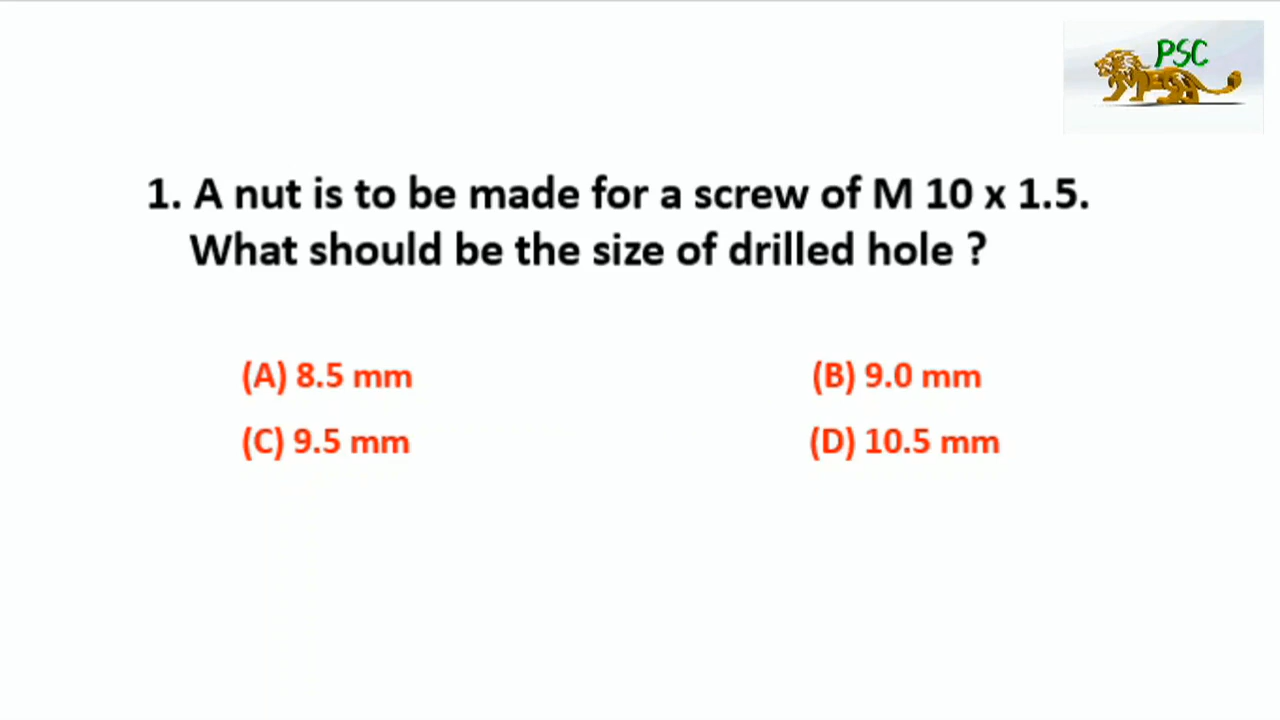 PSC
1. A nut is to be made for a screw of M 10 x 1.5.
What should be the size of drilled hole ?
(A) 8.5 mm (B) 9.0 mm
(C) 9.5 mm (D) 10.5 mm